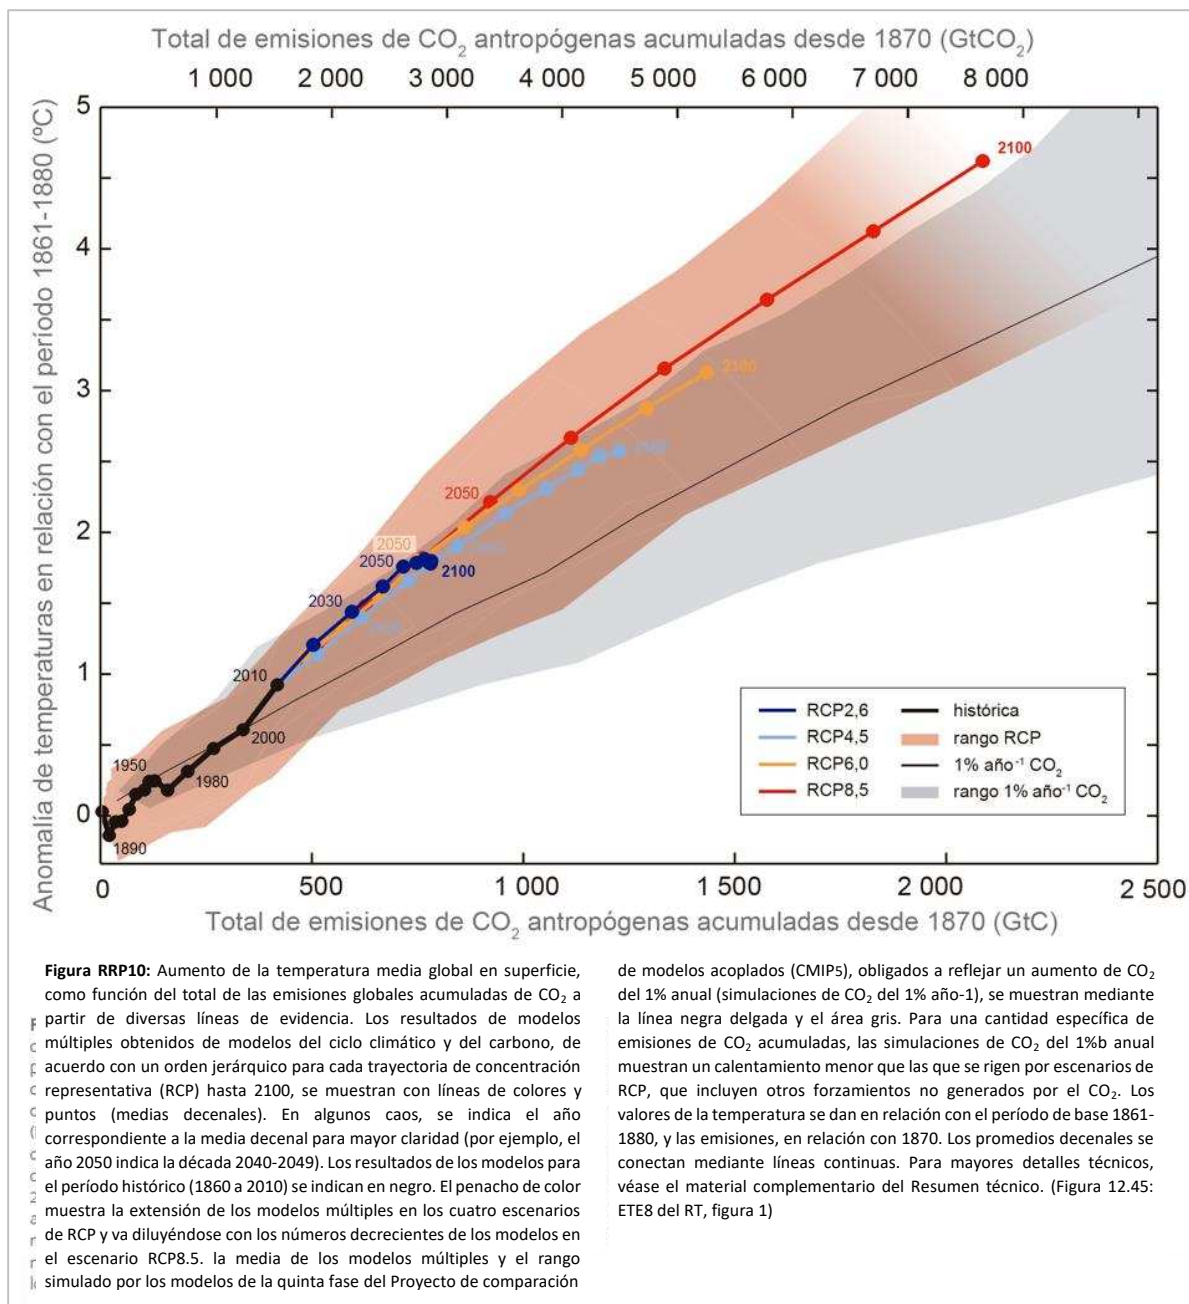 Total de emisiones de CO₂ antropógenas acumuladas desde 1870 (GtCO₂)
1 000 2 000 3 000 4 000 5 000 6 000 7 000 8 000
Anomalía de temperaturas en relación con el período 1861-1880 (ºC)
5
4
3
2
1
0
2100
2100
2050
2050
2050
2100
2030
2010
2000
1950
1980
1890
RCP2,6
RCP4,5
RCP6,0
RCP8,5
histórica
rango RCP
1% año⁻¹ CO₂
rango 1% año⁻¹ CO₂
0 500 1 000 1 500 2 000 2 500
Total de emisiones de CO₂ antropógenas acumuladas desde 1870 (GtC)
Figura RRP10: Aumento de la temperatura media global en superficie,
como función del total de las emisiones globales acumuladas de CO₂ a
partir de diversas líneas de evidencia. Los resultados de modelos
múltiples obtenidos de modelos del ciclo climático y del carbono, de
acuerdo con un orden jerárquico para cada trayectoria de concentración
representativa (RCP) hasta 2100, se muestran con líneas de colores y
puntos (medias decenales). En algunos caos, se indica el año
correspondiente a la media decenal para mayor claridad (por ejemplo, el
año 2050 indica la década 2040-2049). Los resultados de los modelos para
el período histórico (1860 a 2010) se indican en negro. El penacho de color
muestra la extensión de los modelos múltiples en los cuatro escenarios
de RCP y va diluyéndose con los números decrecientes de los modelos en
el escenario RCP8.5. la media de los modelos múltiples y el rango
simulado por los modelos de la quinta fase del Proyecto de comparación
de modelos acoplados (CMIP5), obligados a reflejar un aumento de CO₂
del 1% anual (simulaciones de CO₂ del 1% año-1), se muestran mediante
la línea negra delgada y el área gris. Para una cantidad específica de
emisiones de CO₂ acumuladas, las simulaciones de CO₂ del 1%b anual
muestran un calentamiento menor que las que se rigen por escenarios de
RCP, que incluyen otros forzamientos no generados por el CO₂. Los
valores de la temperatura se dan en relación con el período de base 1861-
1880, y las emisiones, en relación con 1870. Los promedios decenales se
conectan mediante líneas continuas. Para mayores detalles técnicos,
véase el material complementario del Resumen técnico. (Figura 12.45:
ETE8 del RT, figura 1)